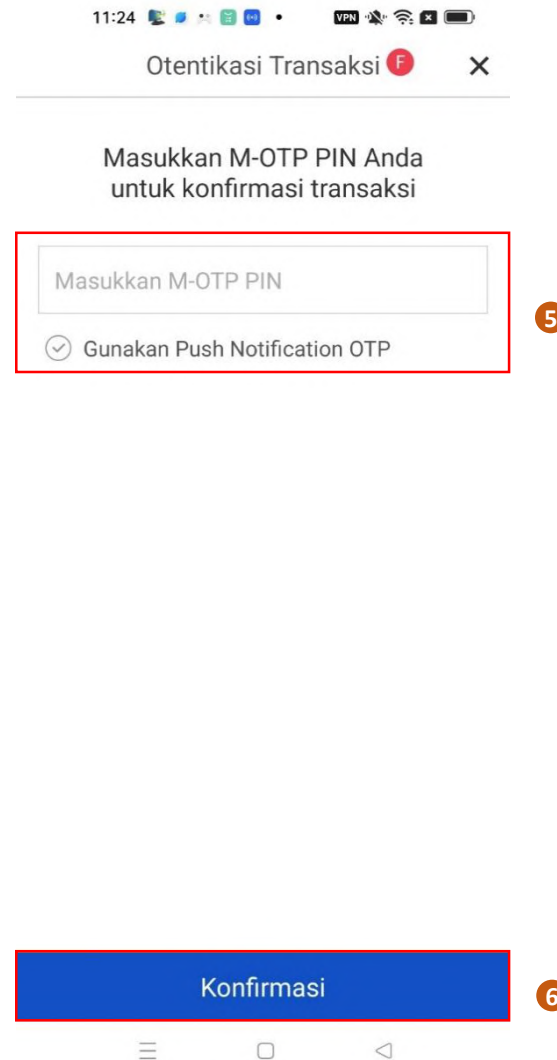 11:24
VPN
Otentikasi Transaksi F
Masukkan M-OTP PIN Anda
untuk konfirmasi transaksi
Masukkan M-OTP PIN
5
Gunakan Push Notification OTP
Konfirmasi
6